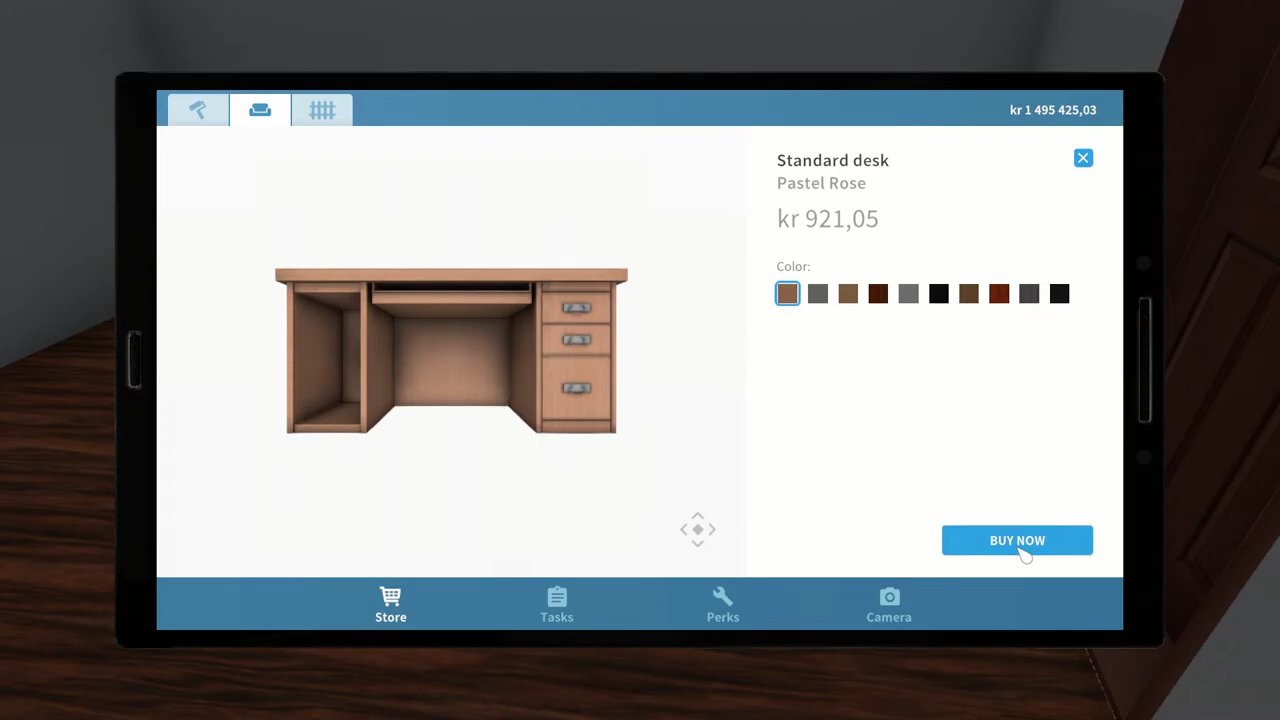 kr 1 495 425,03
Standard desk
Pastel Rose
kr 921,05
Color:
BUY NOW
Store
Tasks
Perks
Camera